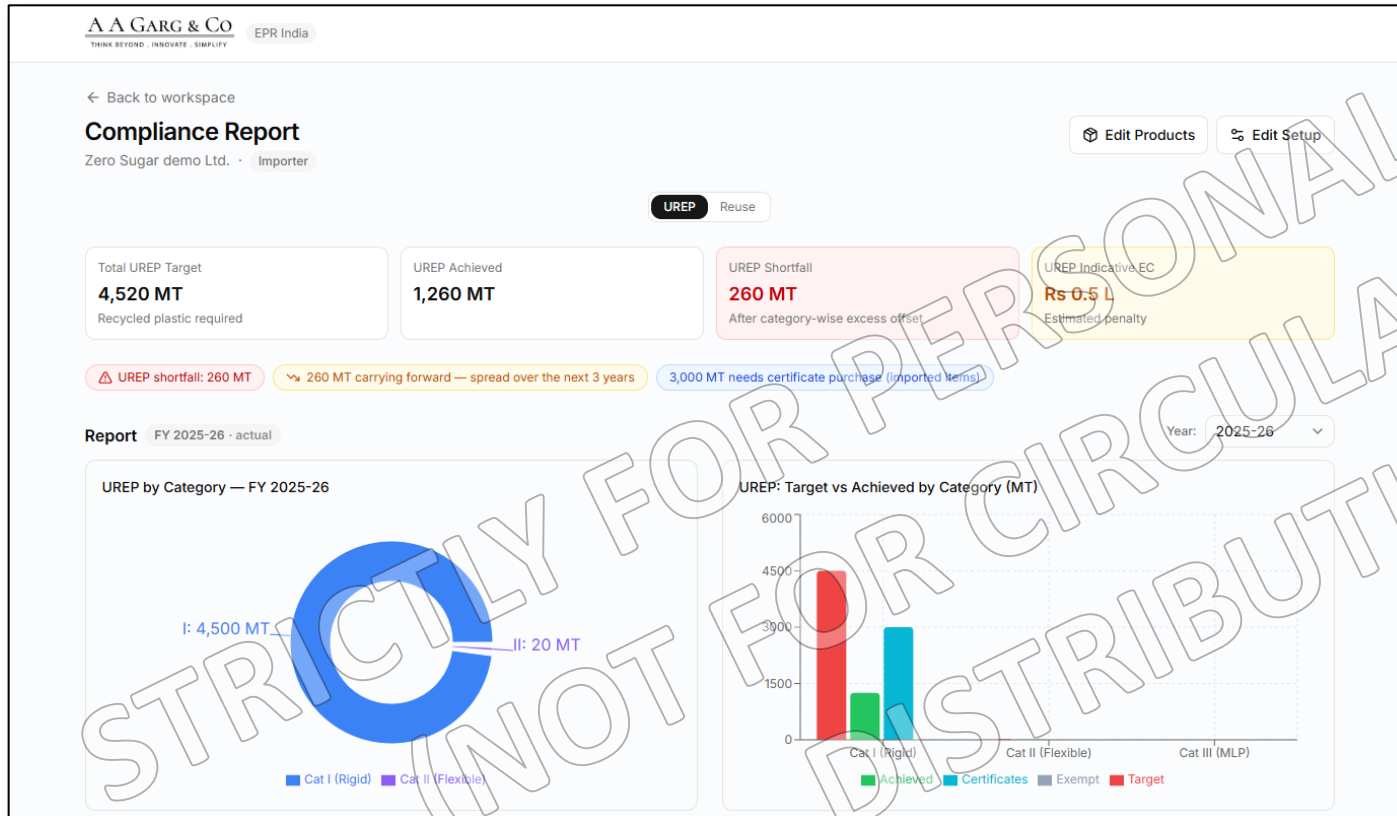 A A GARG & CO
THINK BEYOND . INNOVATE . SIMPLIFY
EPR India
Back to workspace
Compliance Report
Edit Products
Edit Setup
Zero Sugar demo Ltd. · Importer
UREP
Reuse
Total UREP Target
4,520 MT
Recycled plastic required
UREP Achieved
1,260 MT
UREP Shortfall
260 MT
After category-wise excess offset
UREP Indicative EC
Rs 0.5 L
Estimated penalty
UREP shortfall: 260 MT
260 MT carrying forward — spread over the next 3 years
3,000 MT needs certificate purchase (imported items)
Report
FY 2025-26 · actual
Year: 2025-26
UREP by Category — FY 2025-26
I: 4,500 MT
II: 20 MT
Cat I (Rigid)
Cat II (Flexible)
UREP: Target vs Achieved by Category (MT)
6000
4500
3000
1500
0
Cat I (Rigid)
Cat II (Flexible)
Cat III (MLP)
Achieved
Certificates
Exempt
Target
STRICTLY FOR PERSONAL
(NOT FOR CIRCULA
DISTRIBUTI